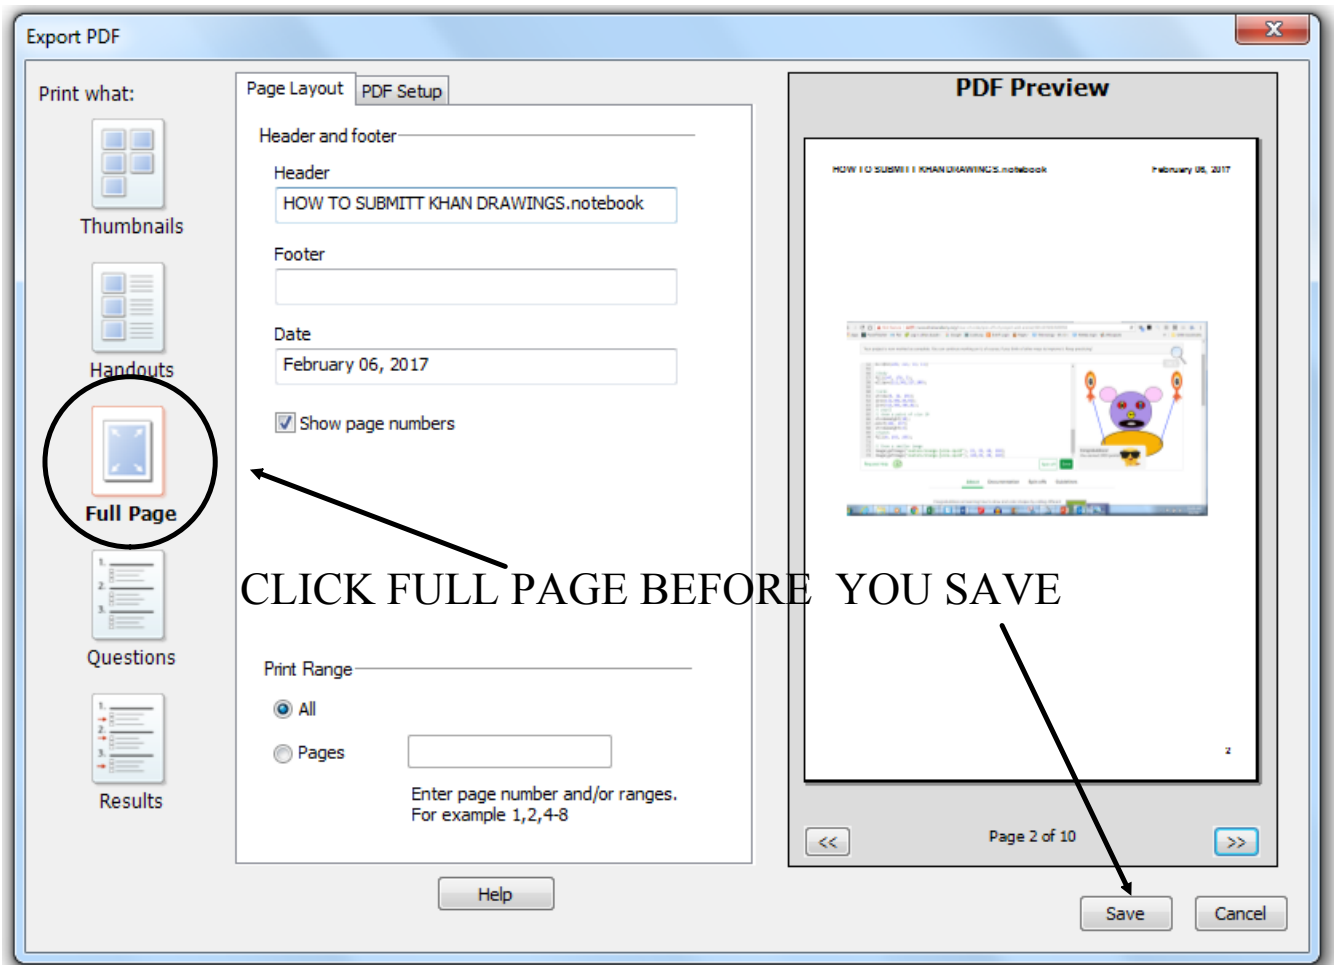 Export PDF
Print what:
Thumbnails
Handouts
Full Page
Questions
Results
Page Layout
PDF Setup
Header and footer
Header
HOW TO SUBMITT KHAN DRAWINGS.notebook
Footer
Date
February 06, 2017
Show page numbers
CLICK FULL PAGE BEFORE YOU SAVE
Print Range
All
Pages
Enter page number and/or ranges.
For example 1,2,4-8
Help
PDF Preview
HOW TO SUBMITT KHAN DRAWINGS.notebook
February 06, 2017
2
<<
Page 2 of 10
>>
Save
Cancel